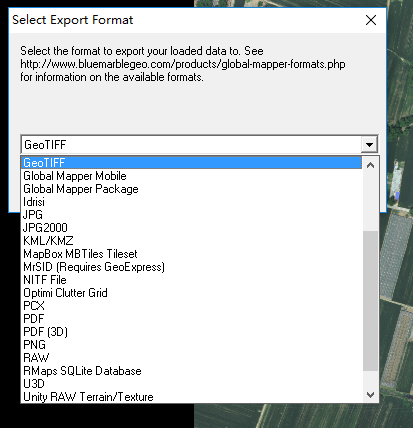 Select Export Format
Select the format to export your loaded data to. See
http://www.bluemarblegeo.com/products/global-mapper-formats.php
for information on the available formats.
GeoTIFF
GeoTIFF
Global Mapper Mobile
Global Mapper Package
Idrisi
JPG
JPG2000
KML/KMZ
MapBox MBTiles Tileset
MrSID (Requires GeoExpress)
NITF File
Optimi Clutter Grid
PCX
PDF
PDF (3D)
PNG
RAW
RMaps SQLite Database
U3D
Unity RAW Terrain/Texture